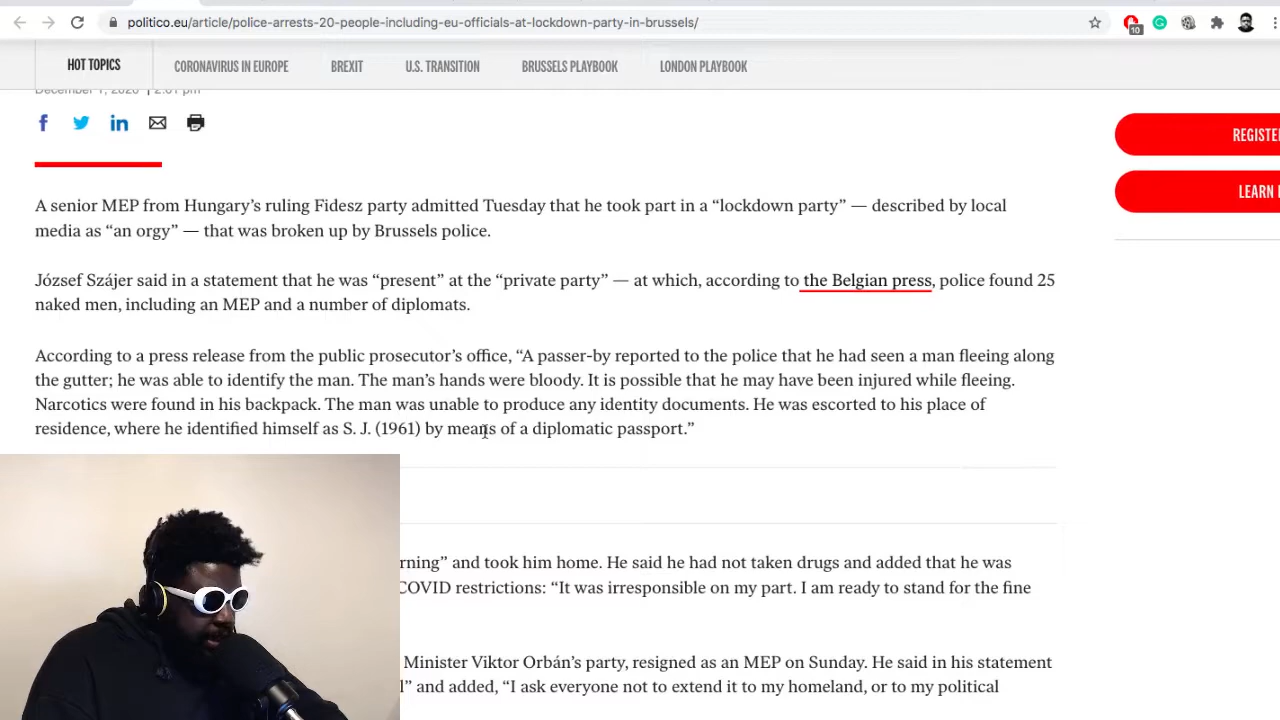 politico.eu/article/police-arrests-20-people-including-eu-officials-at-lockdown-party-in-brussels/
10
HOT TOPICS CORONAVIRUS IN EUROPE BREXIT U.S. TRANSITION BRUSSELS PLAYBOOK LONDON PLAYBOOK
December 1, 2020 | 2:01 pm
REGISTE
LEARN
A senior MEP from Hungary’s ruling Fidesz party admitted Tuesday that he took part in a “lockdown party” — described by local
media as “an orgy” — that was broken up by Brussels police.
József Szájer said in a statement that he was “present” at the “private party” — at which, according to the Belgian press, police found 25
naked men, including an MEP and a number of diplomats.
According to a press release from the public prosecutor’s office, “A passer-by reported to the police that he had seen a man fleeing along
the gutter; he was able to identify the man. The man’s hands were bloody. It is possible that he may have been injured while fleeing.
Narcotics were found in his backpack. The man was unable to produce any identity documents. He was escorted to his place of
residence, where he identified himself as S. J. (1961) by means of a diplomatic passport.”
rning” and took him home. He said he had not taken drugs and added that he was
COVID restrictions: “It was irresponsible on my part. I am ready to stand for the fine
Minister Viktor Orbán’s party, resigned as an MEP on Sunday. He said in his statement
l” and added, “I ask everyone not to extend it to my homeland, or to my political